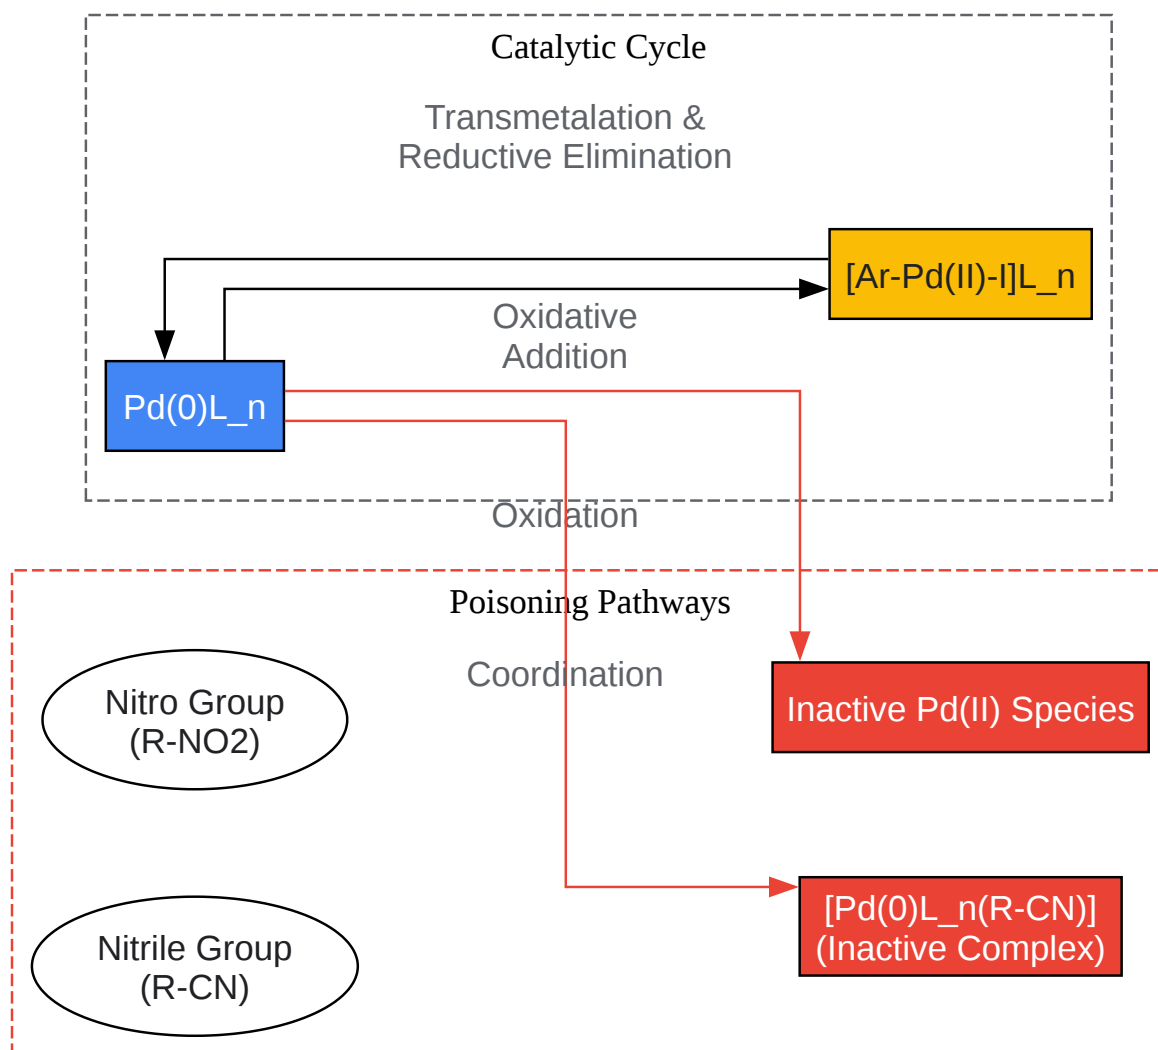 Catalytic Cycle
Transmetalation &
Reductive Elimination
[Ar-Pd(II)-I]L_n
Oxidative
Addition
Pd(0)L_n
Oxidation
Poisoning Pathways
Coordination
Nitro Group
(R-NO2)
Inactive Pd(II) Species
Nitrile Group
(R-CN)
[Pd(0)L_n(R-CN)]
(Inactive Complex)